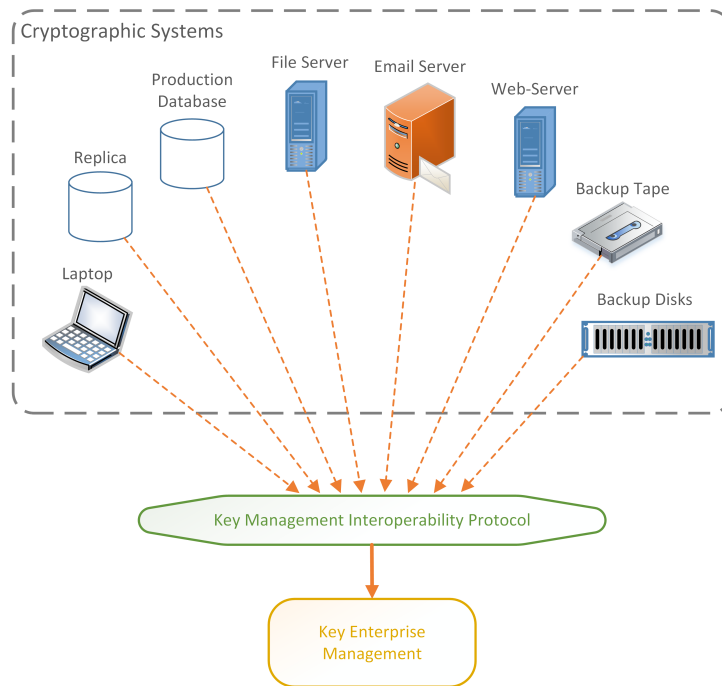 Cryptographic Systems
File Server
Email Server
Production
Database
Web-Server
Replica
Backup Tape
Laptop
Backup Disks
Key Management Interoperability Protocol
Key Enterprise
Management